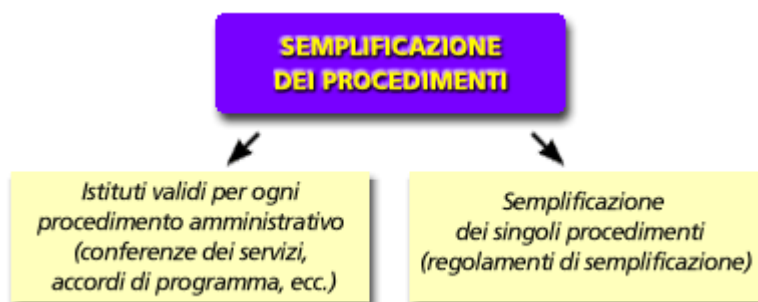 SEMPLIFICAZIONE
DEI PROCEDIMENTI
Istituti validi per ogni
procedimento amministrativo
(conferenze dei servizi,
accordi di programma, ecc.)
Semplificazione
dei singoli procedimenti
(regolamenti di semplificazione)